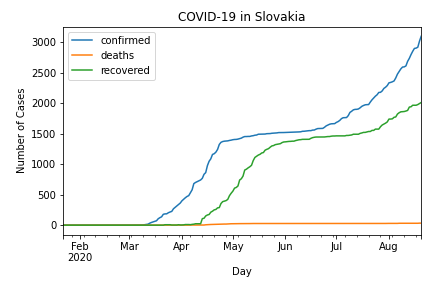 COVID-19 in Slovakia
confirmed
deaths
recovered
Number of Cases
3000
2500
2000
1500
1000
500
0
Feb Mar Apr May Jun Jul Aug
2020
Day